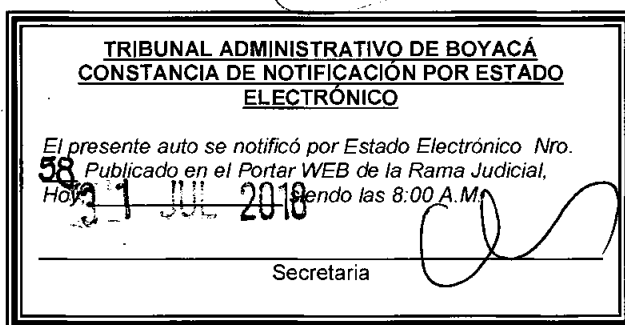 TRIBUNAL ADMINISTRATIVO DE BOYACÁ
CONSTANCIA DE NOTIFICACIÓN POR ESTADO
ELECTRÓNICO
El presente auto se notificó por Estado Electrónico Nro.
58 Publicado en el Portar WEB de la Rama Judicial,
Hoy, 31 JUL 2018 siendo las 8:00 A.M.
Secretaria